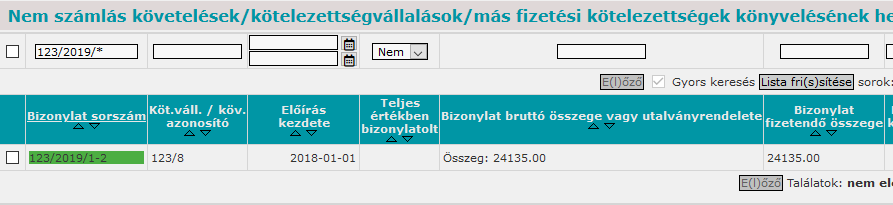 Nem számlás követelések/kötelezettségvállalások/más fizetési kötelezettségek könyvelésének he
123/2019/* Nem
E(l)őző Gyors keresés Lista fri(s)sítése sorok:
Bizonylat sorszám Köt.váll. / köv. azonosító Előírás kezdete Teljes értékben bizonylatolt Bizonylat bruttó összege vagy utalványrendelete Bizonylat fizetendő összege
123/2019/1-2 123/8 2018-01-01 Összeg: 24135.00 24135.00
E(l)őző Találatok: nem el